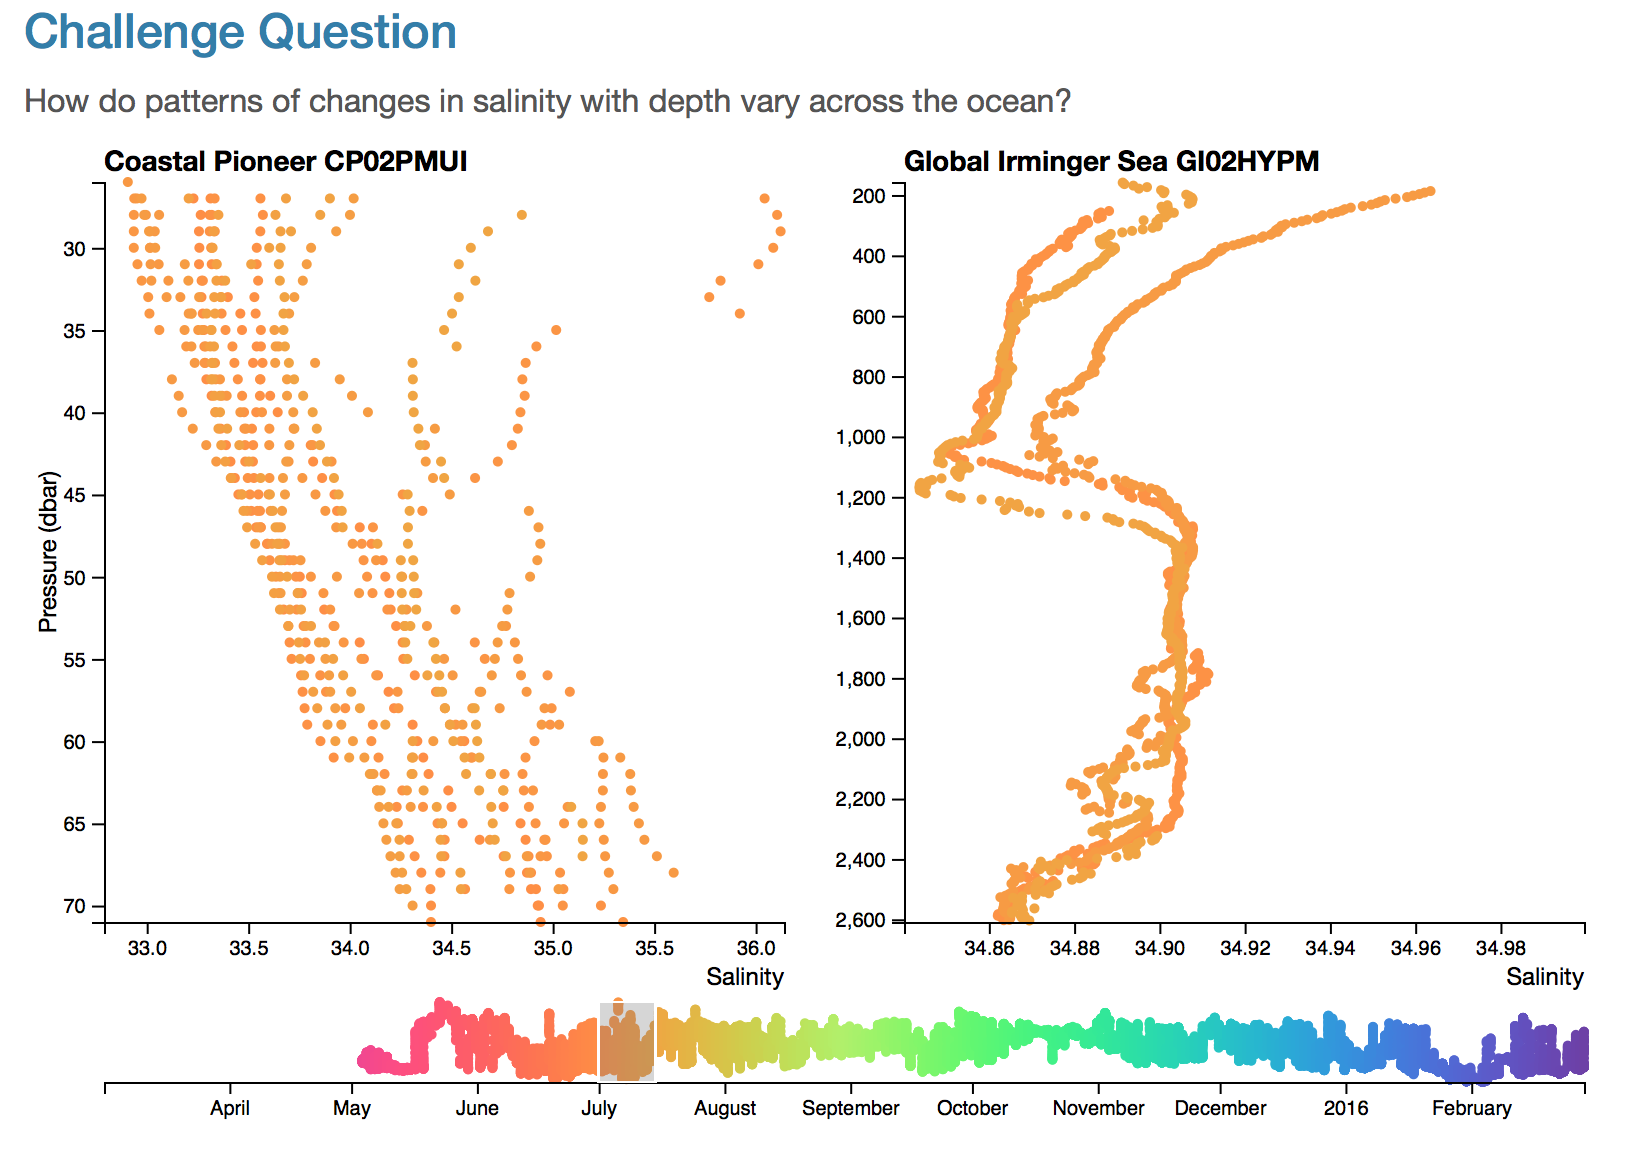 Challenge Question
How do patterns of changes in salinity with depth vary across the ocean?
Coastal Pioneer CP02PMUI
Pressure (dbar)
30
35
40
45
50
55
60
65
70
33.0 33.5 34.0 34.5 35.0 35.5 36.0
Salinity
Global Irminger Sea GI02HYPM
200
400
600
800
1,000
1,200
1,400
1,600
1,800
2,000
2,200
2,400
2,600
34.86 34.88 34.90 34.92 34.94 34.96 34.98
Salinity
April May June July August September October November December 2016 February